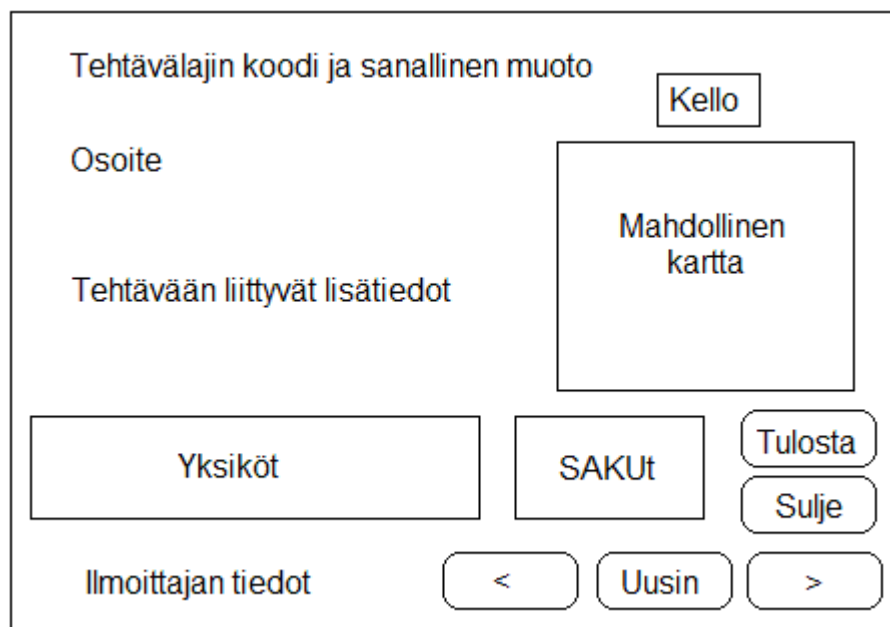 Tehtävälajin koodi ja sanallinen muoto
Kello
Osoite
Mahdollinen
kartta
Tehtävään liittyvät lisätiedot
Yksiköt
SAKUt
Tulosta
Sulje
Ilmoittajan tiedot
<
Uusin
>